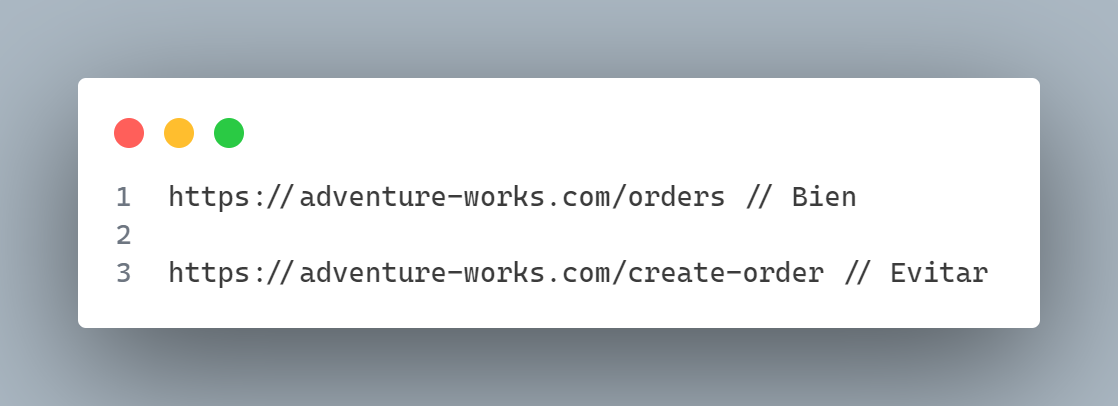 1 https://adventure-works.com/orders // Bien
2
3 https://adventure-works.com/create-order // Evitar